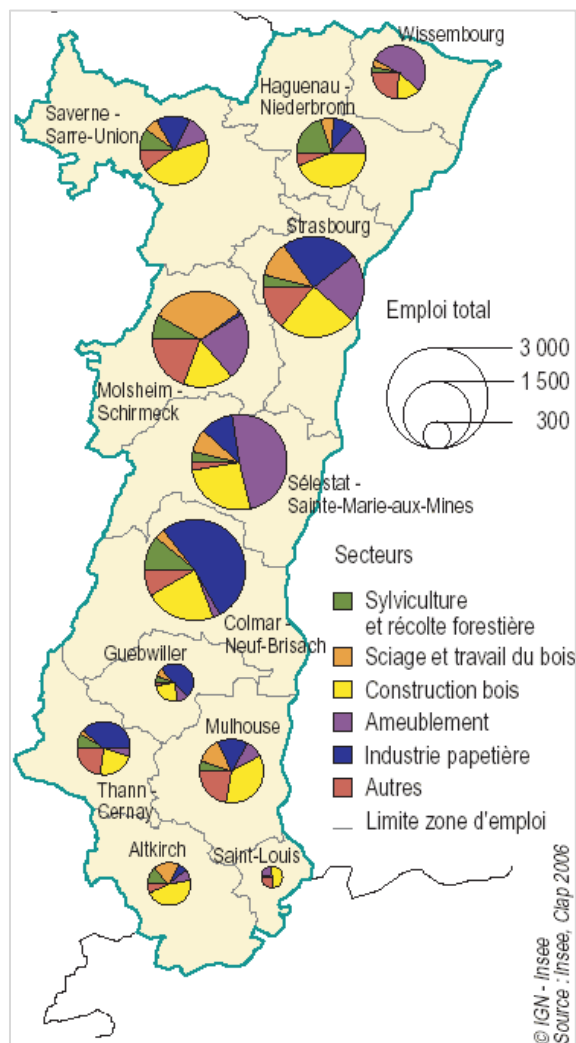 Wissembourg
Haguenau -
Niederbronn
Saverne -
Sarre-Union
Strasbourg
Emploi total
3 000
1 500
300
Molsheim -
Schirmeck
Sélestat -
Sainte-Marie-aux-Mines
Secteurs
Sylviculture
et récolte forestière
Sciage et travail du bois
Construction bois
Ameublement
Industrie papetière
Autres
Limite zone d'emploi
Colmar -
Neuf-Brisach
Guebwiller
Mulhouse
Thann -
Cernay
Altkirch
Saint-Louis
© IGN - Insee
Source : Insee, Clap 2006